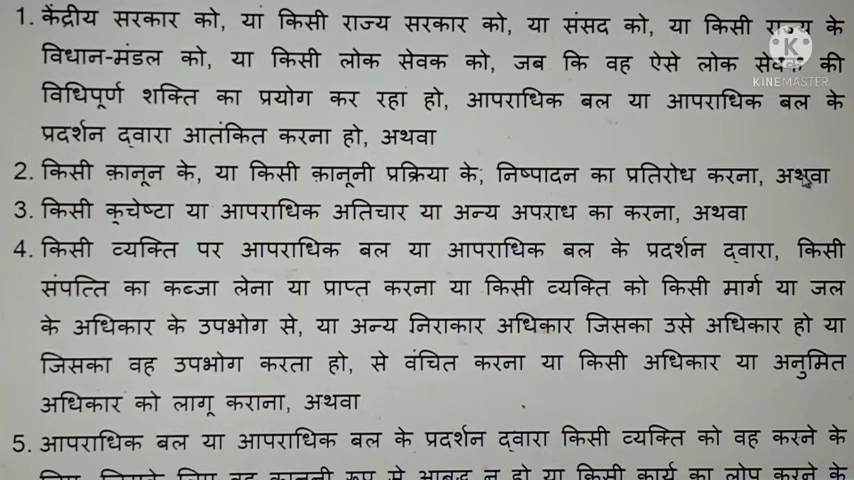 1. केंद्रीय सरकार को, या किसी राज्य सरकार को, या संसद को, या किसी राज्य के
विधान-मंडल को, या किसी लोक सेवक को, जब कि वह ऐसे लोक सेवक की
विधिपूर्ण शक्ति का प्रयोग कर रहा हो, आपराधिक बल या आपराधिक बल के
प्रदर्शन द्वारा आतंकित करना हो, अथवा
2. किसी क़ानून के, या किसी क़ानूनी प्रक्रिया के, निष्पादन का प्रतिरोध करना, अथवा
3. किसी कूचेष्टा या आपराधिक अतिचार या अन्य अपराध का करना, अथवा
4. किसी व्यक्ति पर आपराधिक बल या आपराधिक बल के प्रदर्शन द्वारा, किसी
संपत्ति का कब्जा लेना या प्राप्त करना या किसी व्यक्ति को किसी मार्ग या जल
के अधिकार के उपभोग से, या अन्य निराकार अधिकार जिसका उसे अधिकार हो या
जिसका वह उपभोग करता हो, से वंचित करना या किसी अधिकार या अनुमित
अधिकार को लागू कराना, अथवा
5. आपराधिक बल या आपराधिक बल के प्रदर्शन द्वारा किसी व्यक्ति को वह करने के
लिए, जिसके लिए वह कानूनी रूप से आबद्ध न हो या किसी कार्य का लोप करने के
K
KINEMASTER